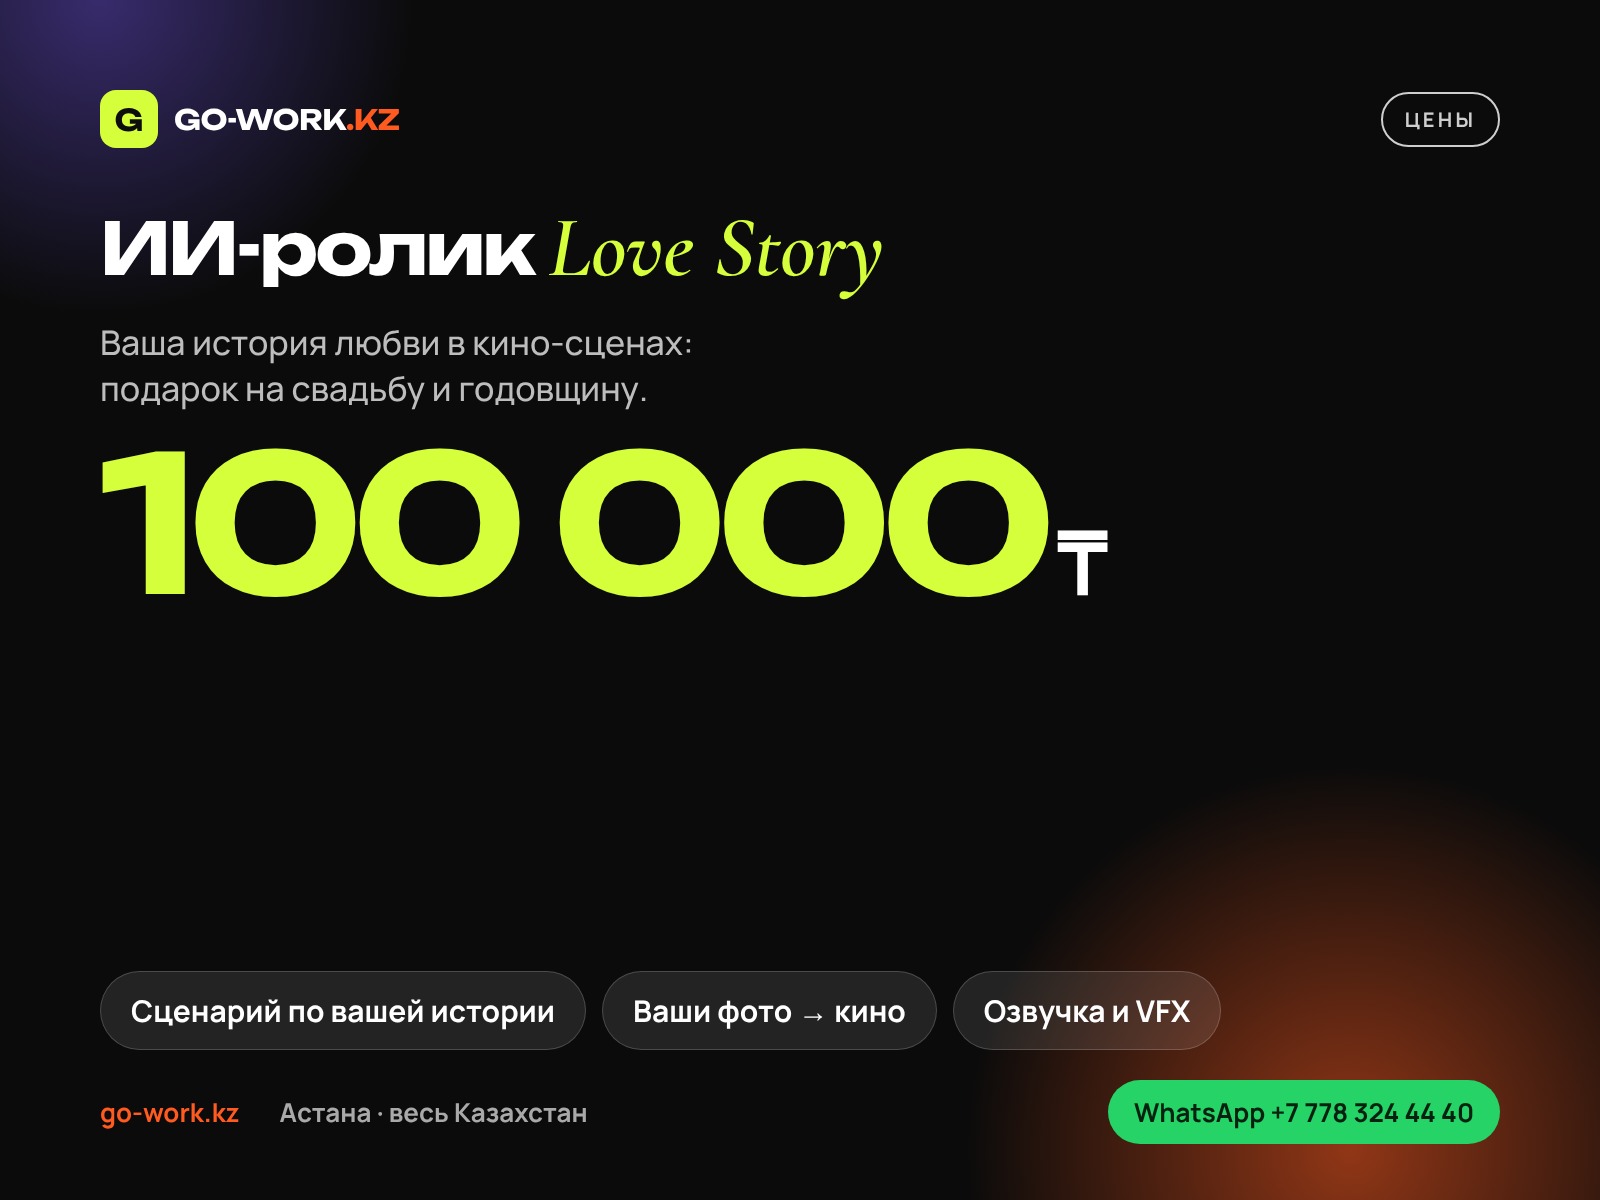 G GO-WORK.KZ
ЦЕНЫ
ИИ-ролик Love Story
Ваша история любви в кино-сценах:
подарок на свадьбу и годовщину.
100 000 ₸
Сценарий по вашей истории
Ваши фото → кино
Озвучка и VFX
go-work.kz
Астана · весь Казахстан
WhatsApp +7 778 324 44 40